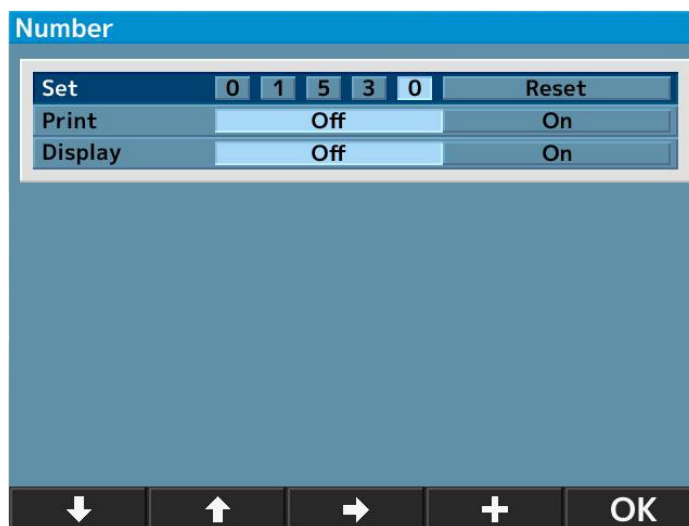 Number
Set 0 1 5 3 0 Reset
Print Off On
Display Off On
OK